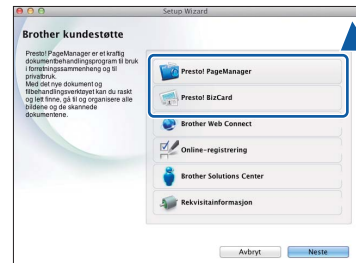 Setup Wizard
Brother kundestøtte
Presto! PageManager er et kraftig
dokumentbehandlingsprogram til bruk
i forretningssammenheng og til
privatbruk.
Med det nye dokument og
filbehandlingsverktøyet kan du raskt
og lett finne, gå til og organisere alle
bildene og de skannede
dokumentene.
Presto! PageManager
Presto! BizCard
Brother Web Connect
Online-registrering
Brother Solutions Center
Rekvisitainformasjon
Avbryt
Neste